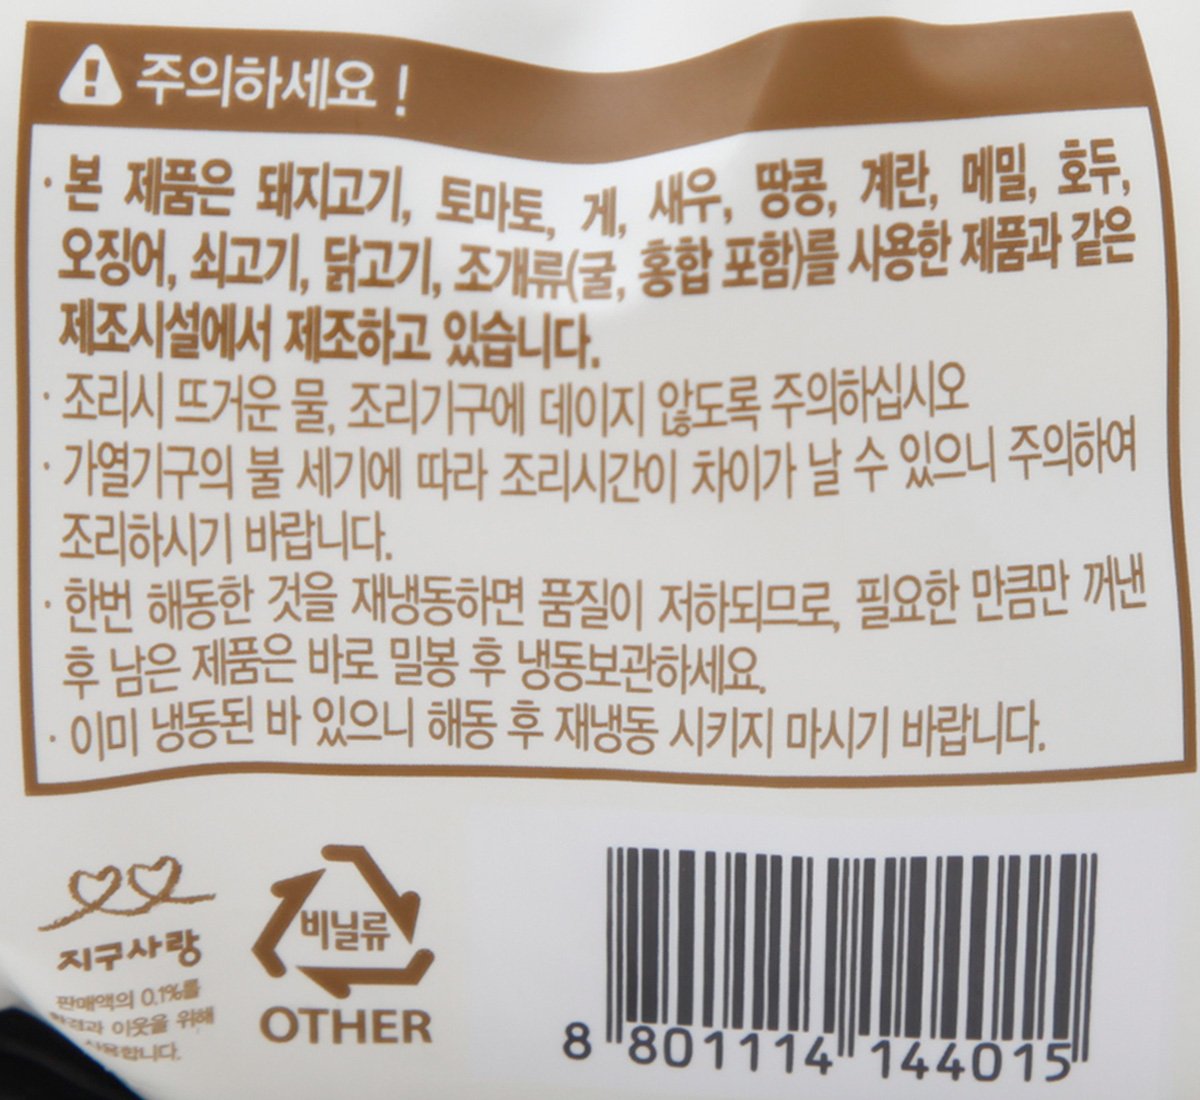 주의하세요 !
· 본 제품은 돼지고기, 토마토, 게, 새우, 땅콩, 계란, 메밀, 호두,
오징어, 쇠고기, 닭고기, 조개류(굴, 홍합 포함)를 사용한 제품과 같은
제조시설에서 제조하고 있습니다.
· 조리시 뜨거운 물, 조리기구에 데이지 않도록 주의하십시오
· 가열기구의 불 세기에 따라 조리시간이 차이가 날 수 있으니 주의하여
조리하시기 바랍니다.
· 한번 해동한 것을 재냉동하면 품질이 저하되므로, 필요한 만큼만 꺼낸
후 남은 제품은 바로 밀봉 후 냉동보관하세요.
· 이미 냉동된 바 있으니 해동 후 재냉동 시키지 마시기 바랍니다.
지구사랑
판매액의 0.1%를
환경과 이웃을 위해
사용합니다.
비닐류
OTHER
8 801114 144015